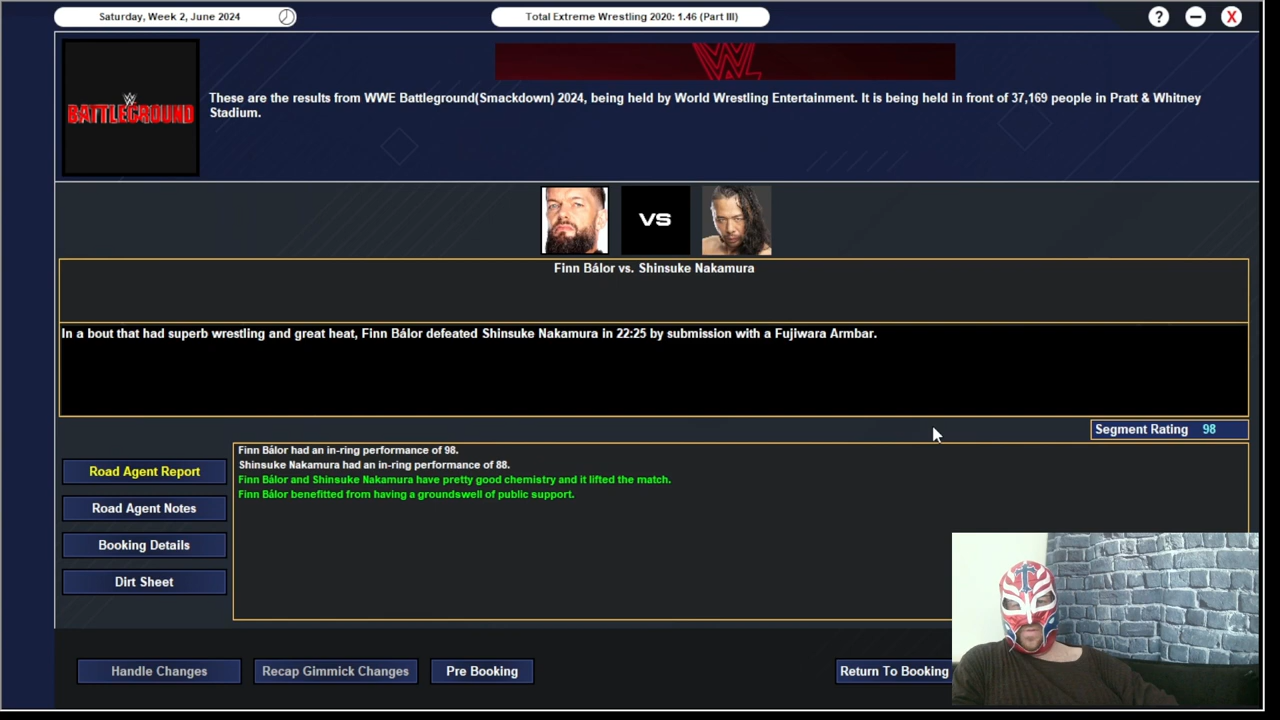 Saturday, Week 2, June 2024
Total Extreme Wrestling 2020: 1.46 (Part III)
?
X
W
BATTLEGROUND
These are the results from WWE Battleground(Smackdown) 2024, being held by World Wrestling Entertainment. It is being held in front of 37,169 people in Pratt & Whitney
Stadium.
VS
Finn Bálor vs. Shinsuke Nakamura
In a bout that had superb wrestling and great heat, Finn Bálor defeated Shinsuke Nakamura in 22:25 by submission with a Fujiwara Armbar.
Segment Rating 98
Road Agent Report
Road Agent Notes
Booking Details
Dirt Sheet
Finn Bálor had an in-ring performance of 98.
Shinsuke Nakamura had an in-ring performance of 88.
Finn Bálor and Shinsuke Nakamura have pretty good chemistry and it lifted the match.
Finn Bálor benefitted from having a groundswell of public support.
Handle Changes
Recap Gimmick Changes
Pre Booking
Return To Booking